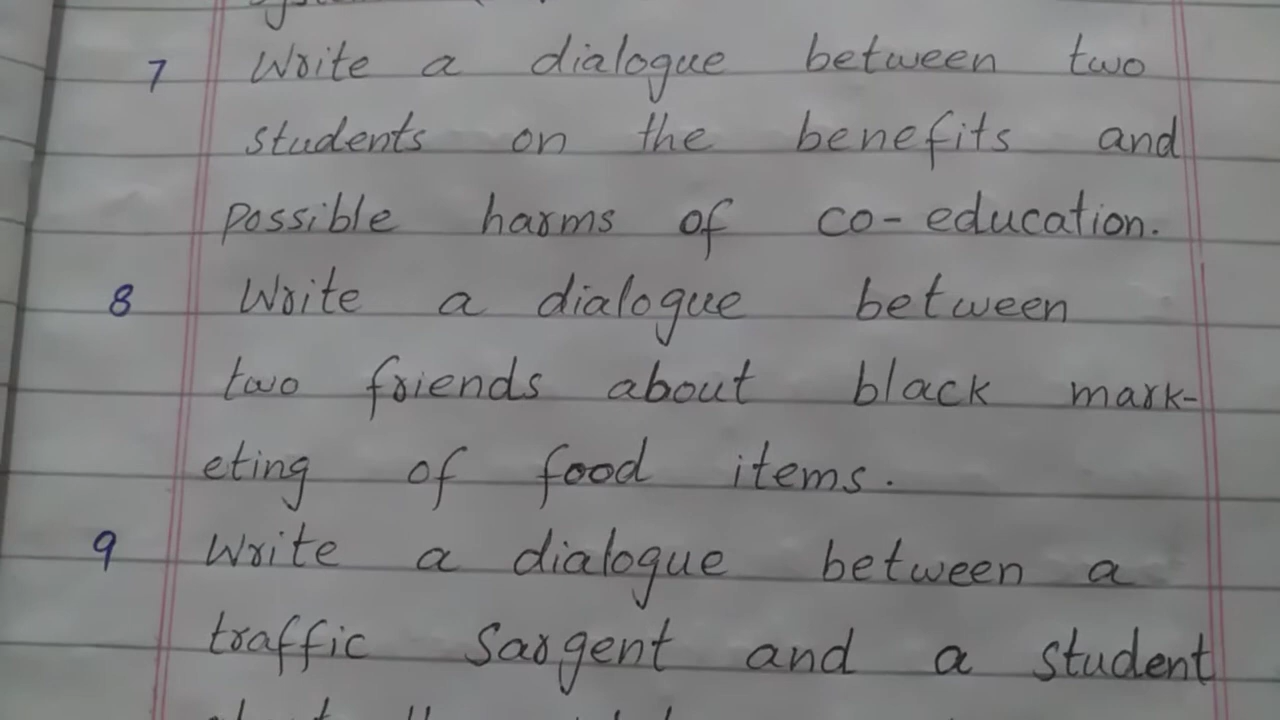 7 Write a dialogue between two
students on the benefits and
possible harms of co-education.
8 Write a dialogue between
two friends about black mark-
eting of food items.
9 Write a dialogue between a
traffic Sargent and a student